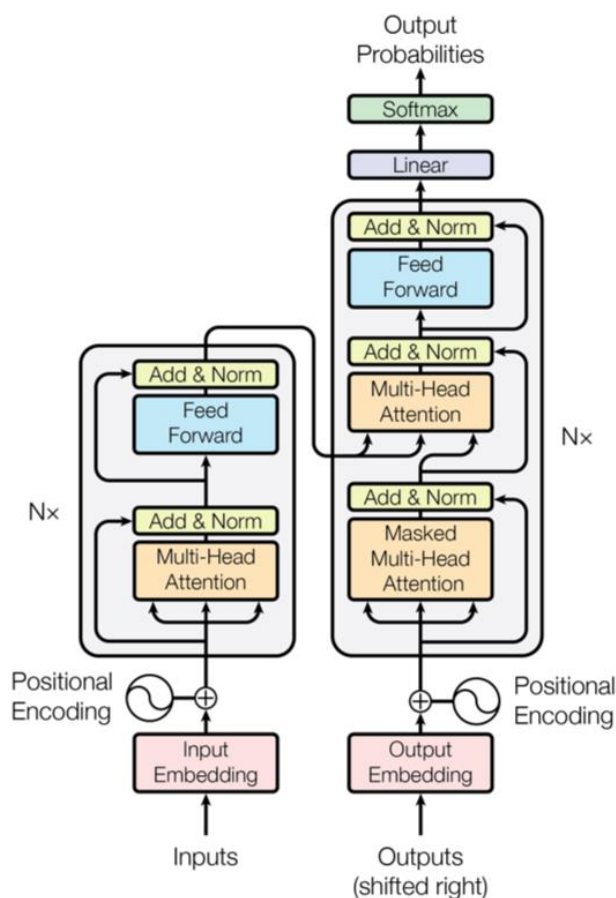 Output
Probabilities
Softmax
Linear
Add & Norm
Feed
Forward
Add & Norm
Multi-Head
Attention
Add & Norm
Masked
Multi-Head
Attention
N×
Add & Norm
Feed
Forward
Add & Norm
Multi-Head
Attention
N×
Positional
Encoding
Positional
Encoding
Input
Embedding
Output
Embedding
Inputs
Outputs
(shifted right)